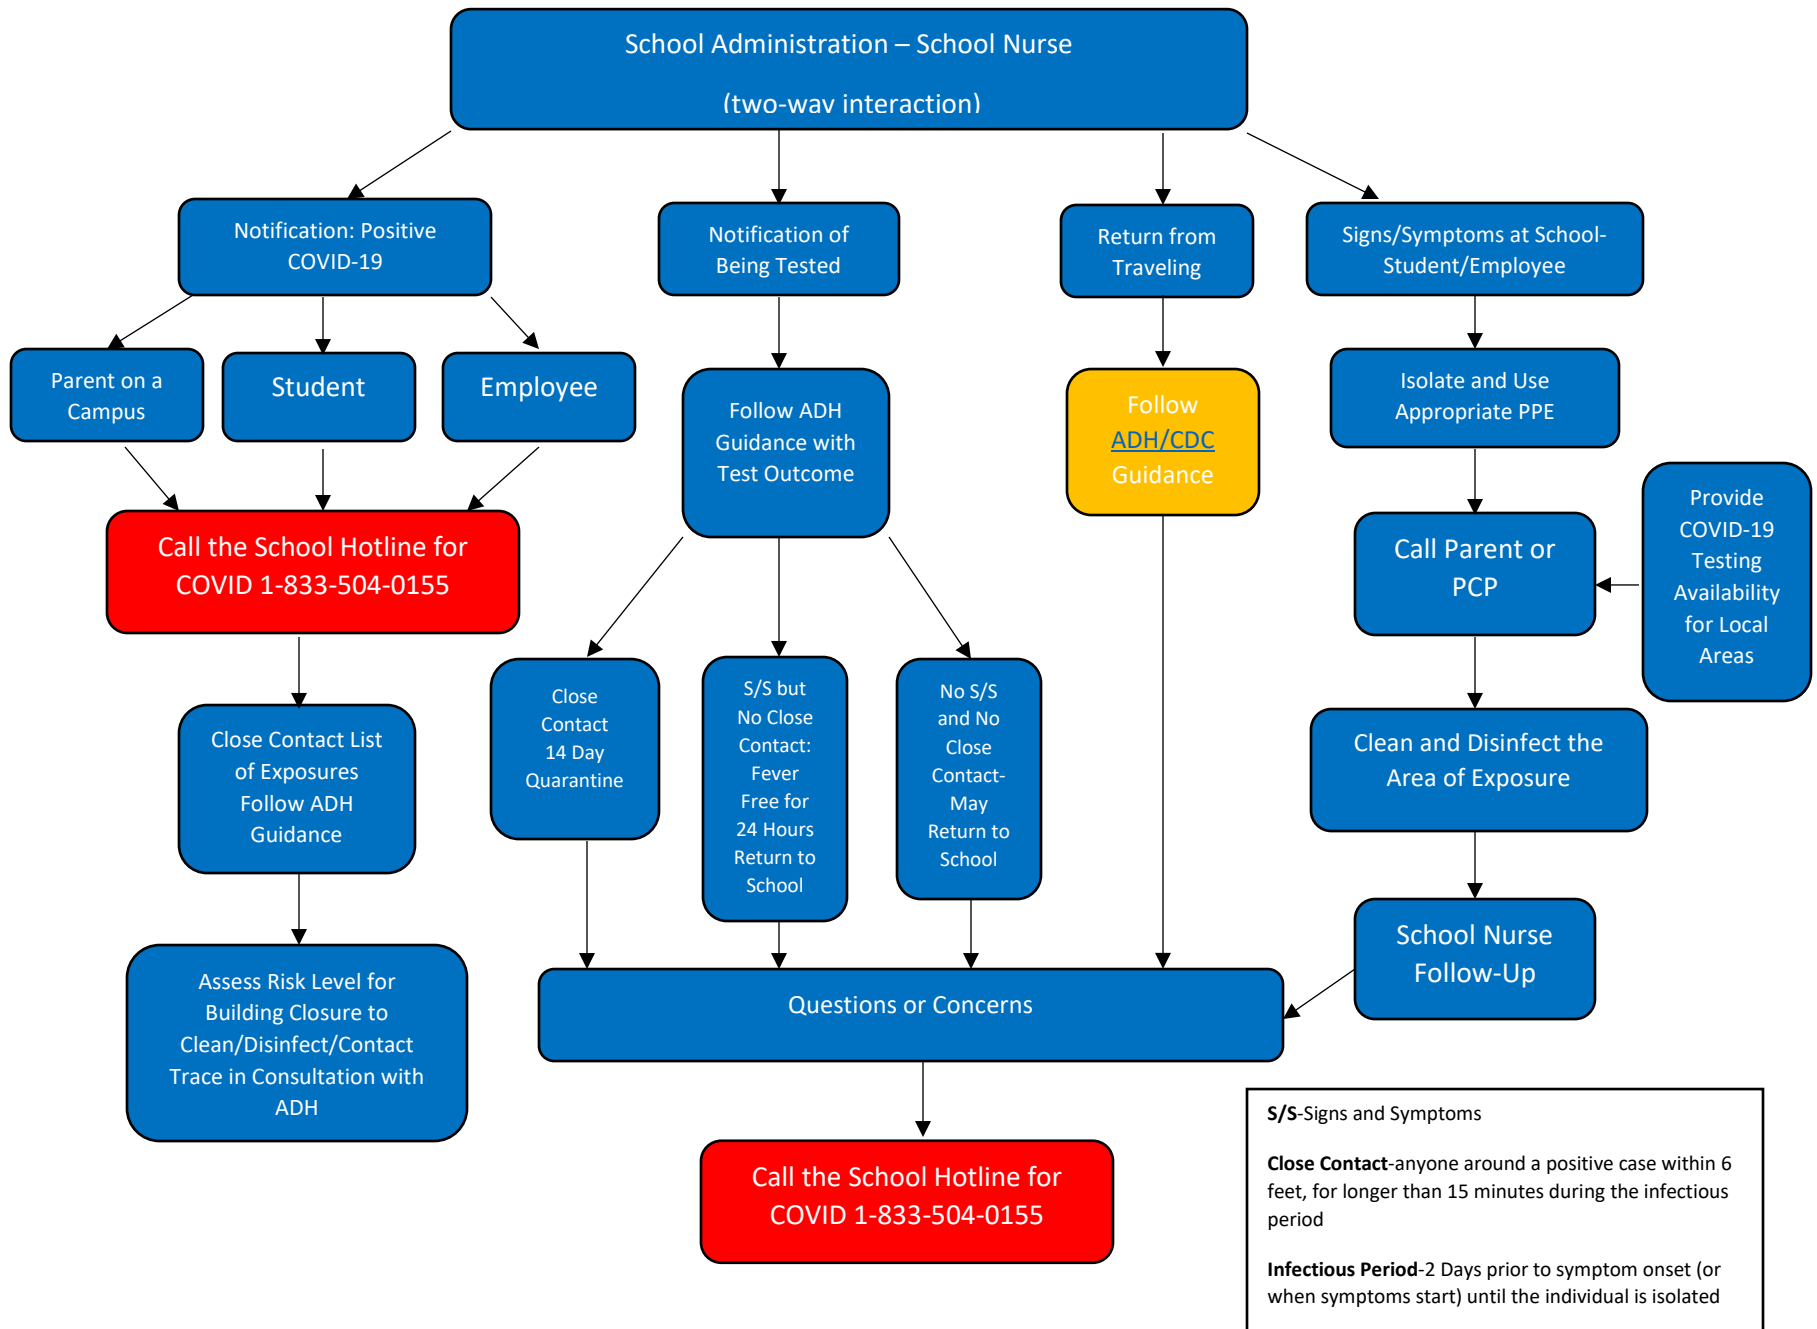 School Administration – School Nurse
(two-way interaction)
Notification: Positive
COVID-19
Notification of
Being Tested
Return from
Traveling
Signs/Symptoms at School-
Student/Employee
Parent on a
Campus
Student
Employee
Follow ADH
Guidance with
Test Outcome
Follow
ADH/CDC
Guidance
Isolate and Use
Appropriate PPE
Provide
COVID-19
Testing
Availability
for Local
Areas
Call the School Hotline for
COVID 1-833-504-0155
Call Parent or
PCP
Close
Contact
14 Day
Quarantine
S/S but
No Close
Contact:
Fever
Free for
24 Hours
Return to
School
No S/S
and No
Close
Contact-
May
Return to
School
Close Contact List
of Exposures
Follow ADH
Guidance
Clean and Disinfect the
Area of Exposure
School Nurse
Follow-Up
Assess Risk Level for
Building Closure to
Clean/Disinfect/Contact
Trace in Consultation with
ADH
Questions or Concerns
Call the School Hotline for
COVID 1-833-504-0155
S/S-Signs and Symptoms
Close Contact-anyone around a positive case within 6
feet, for longer than 15 minutes during the infectious
period
Infectious Period-2 Days prior to symptom onset (or
when symptoms start) until the individual is isolated